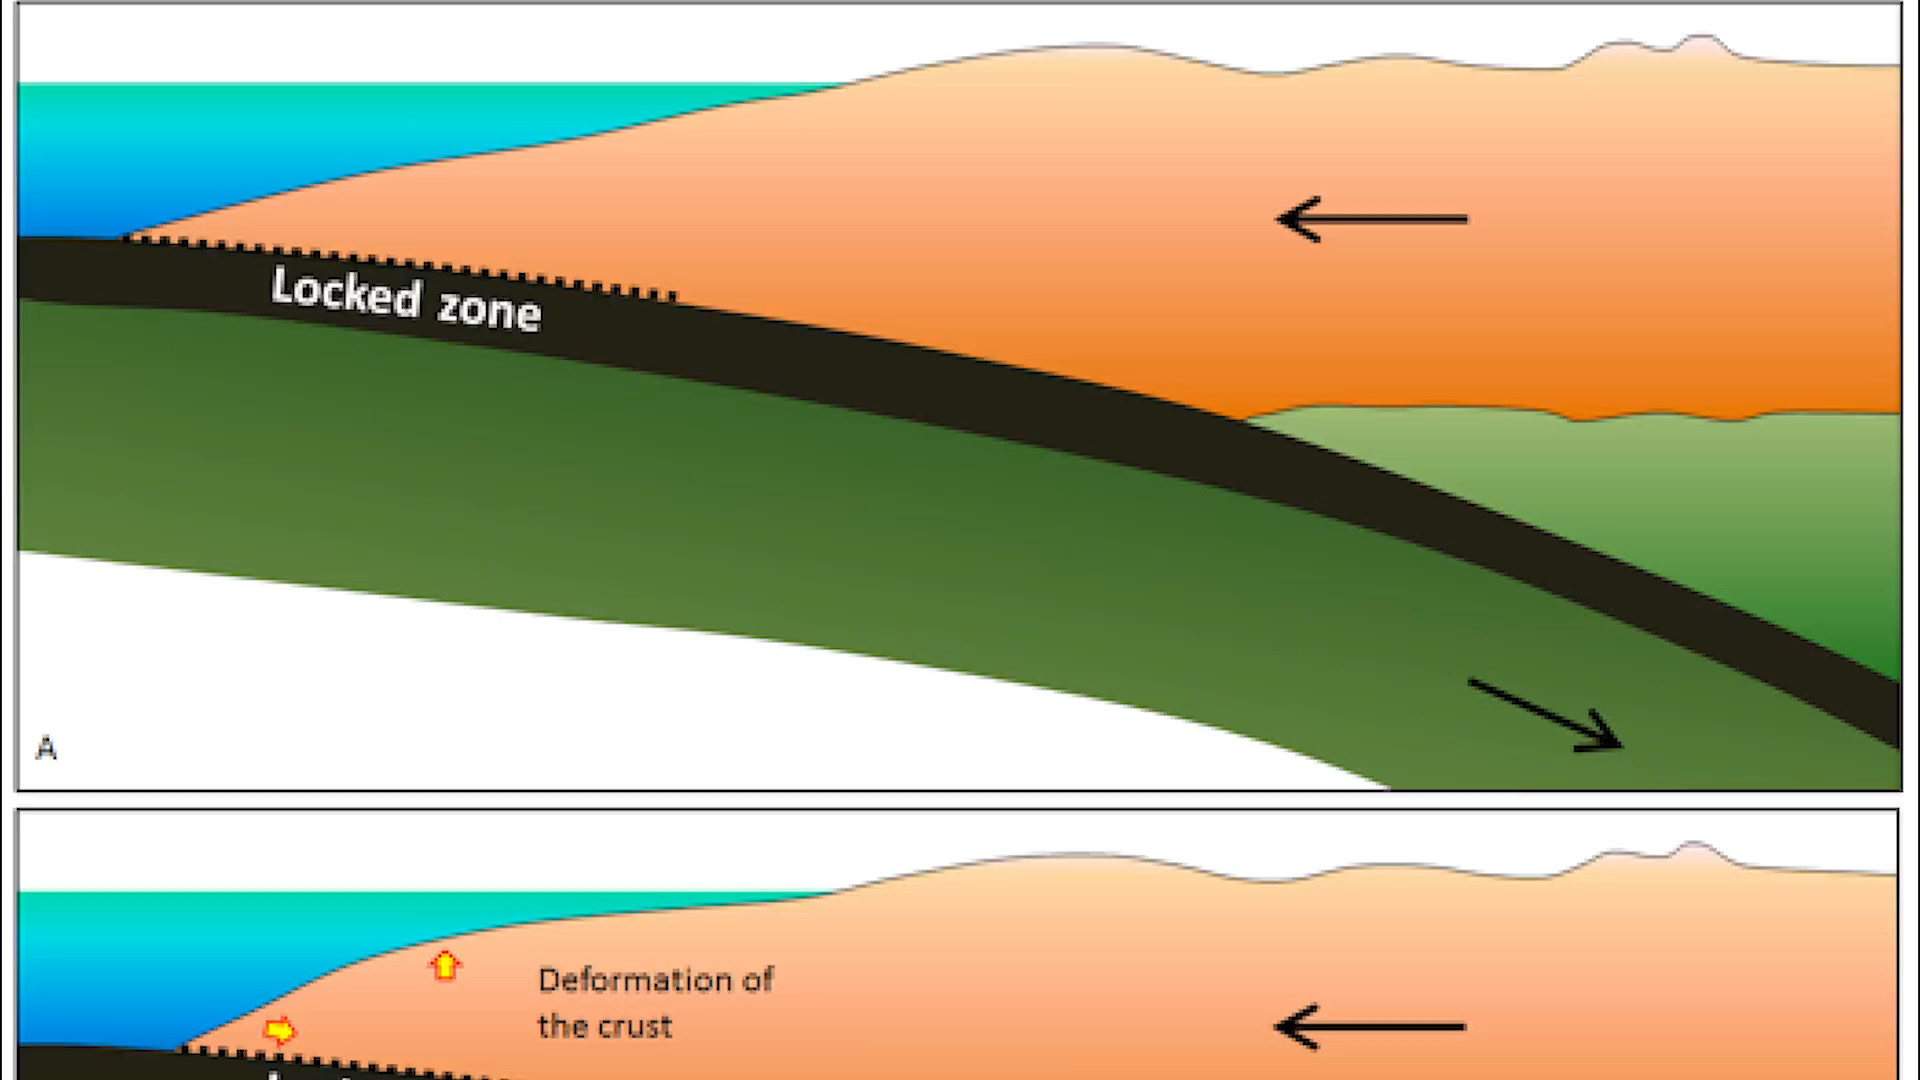 Locked zone
A
Deformation of
the crust